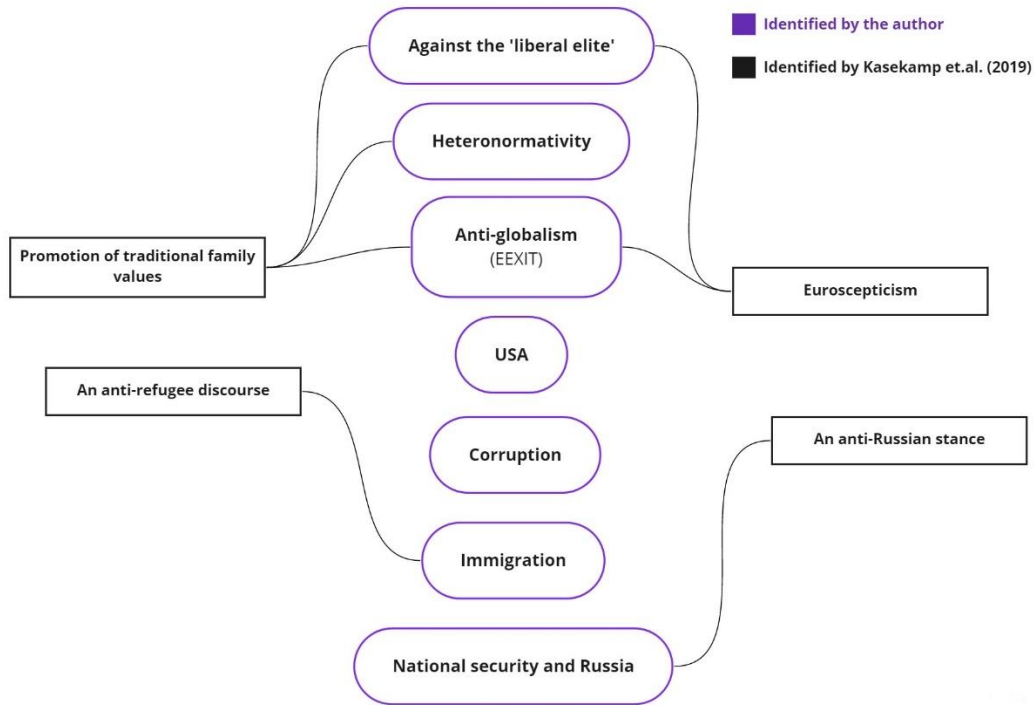 Against the 'liberal elite'
Identified by the author
Identified by Kasekamp et.al. (2019)
Heteronormativity
Anti-globalism
(EEXIT)
Promotion of traditional family
values
Euroscepticism
USA
An anti-refugee discourse
An anti-Russian stance
Corruption
Immigration
National security and Russia